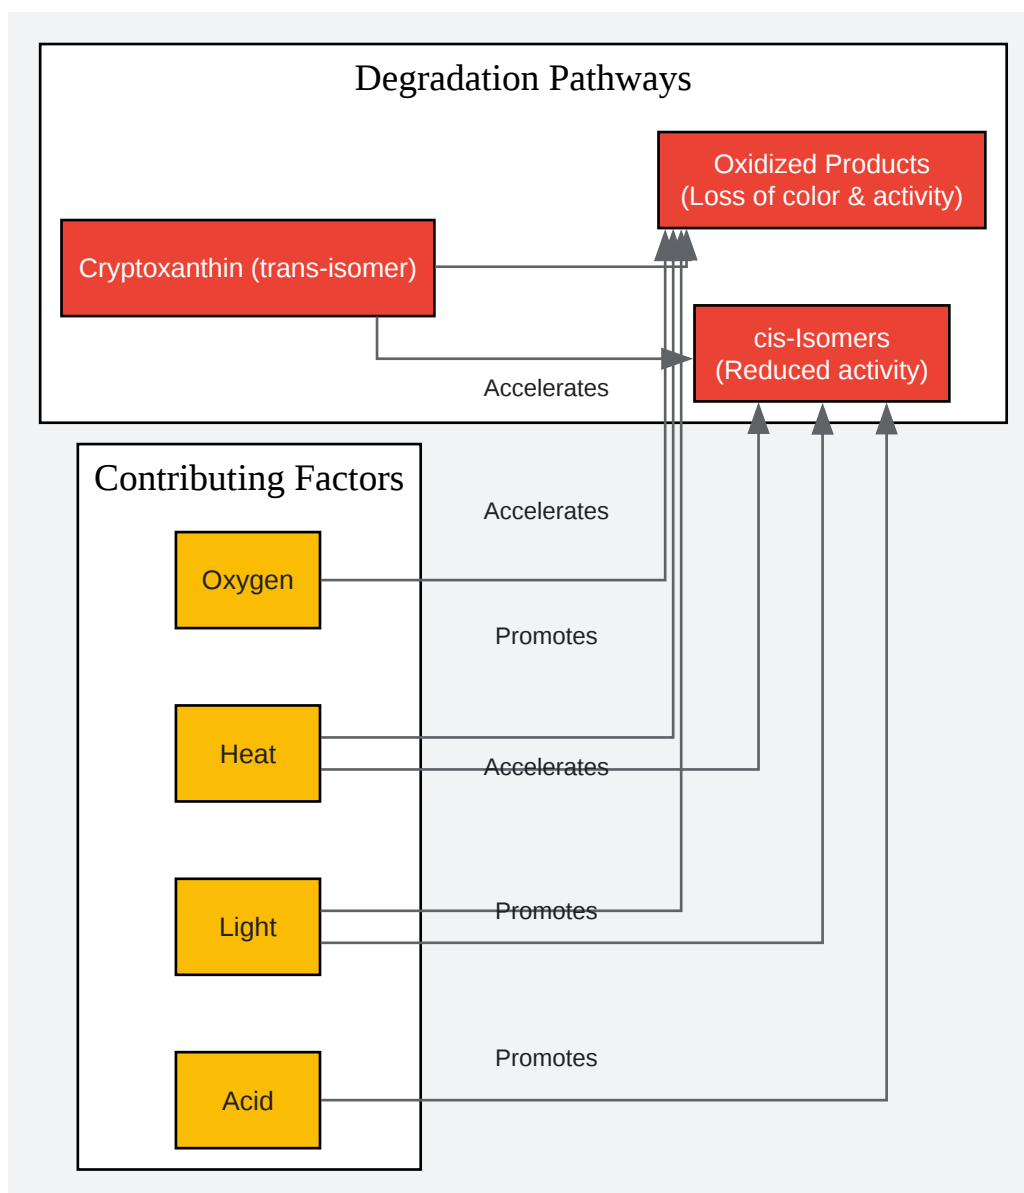 Degradation Pathways
Oxidized Products
(Loss of color & activity)
Cryptoxanthin (trans-isomer)
cis-Isomers
(Reduced activity)
Accelerates
Contributing Factors
Accelerates
Oxygen
Promotes
Heat
Accelerates
Light
Promotes
Promotes
Acid